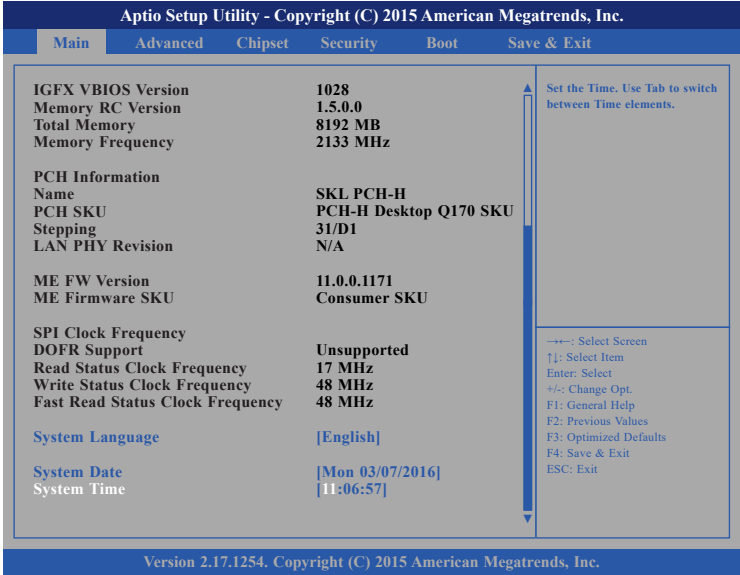 Aptio Setup Utility - Copyright (C) 2015 American Megatrends, Inc.
Main Advanced Chipset Security Boot Save & Exit
IGFX VBIOS Version 1028
Memory RC Version 1.5.0.0
Total Memory 8192 MB
Memory Frequency 2133 MHz
PCH Information
Name SKL PCH-H
PCH SKU PCH-H Desktop Q170 SKU
Stepping 31/D1
LAN PHY Revision N/A
ME FW Version 11.0.0.1171
ME Firmware SKU Consumer SKU
SPI Clock Frequency
DOFR Support Unsupported
Read Status Clock Frequency 17 MHz
Write Status Clock Frequency 48 MHz
Fast Read Status Clock Frequency 48 MHz
System Language [English]
System Date [Mon 03/07/2016]
System Time [11:06:57]
Set the Time. Use Tab to switch
between Time elements.
→←: Select Screen
↑↓: Select Item
Enter: Select
+/-: Change Opt.
F1: General Help
F2: Previous Values
F3: Optimized Defaults
F4: Save & Exit
ESC: Exit
Version 2.17.1254. Copyright (C) 2015 American Megatrends, Inc.